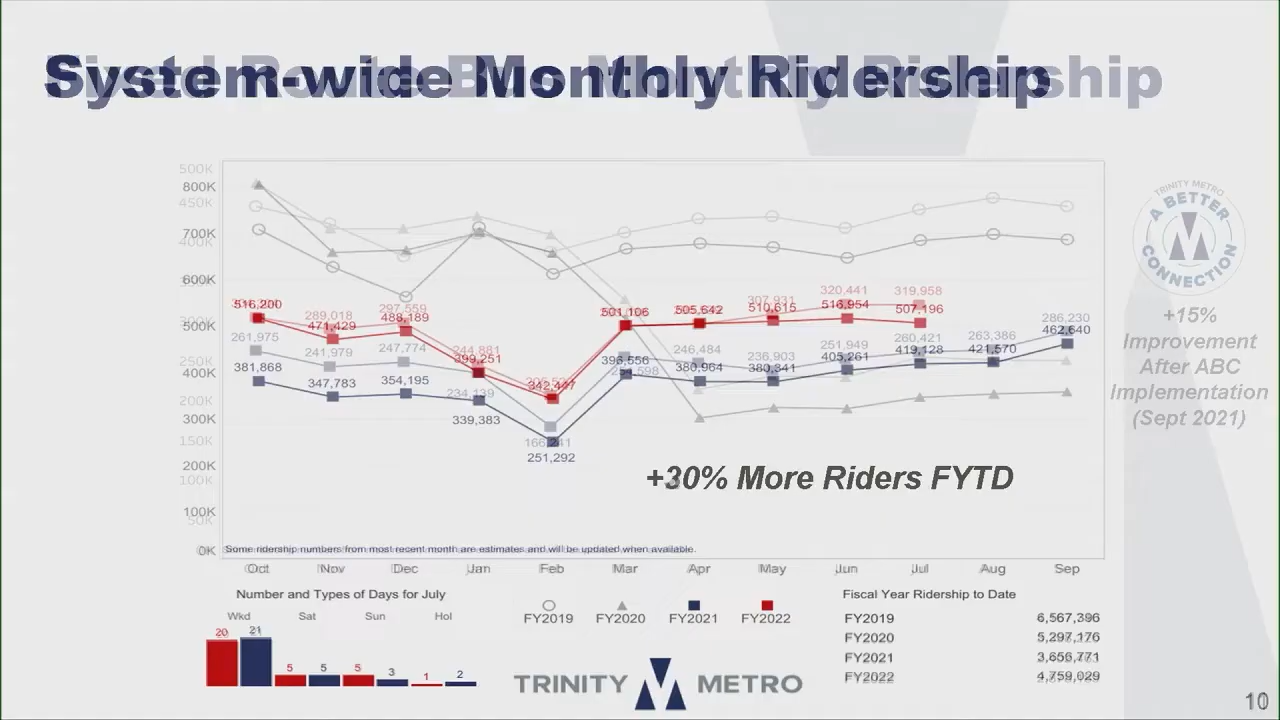 System-wide Monthly Ridership
800K
700K
600K
500K
400K
300K
200K
100K
0K
500K
450K
400K
250K
200K
150K
100K
50K
516,200
471,429
488,189
399,251
342,447
501,106
505,642
510,615
516,954
507,196
289,018
297,559
244,881
307,931
320,441
319,958
261,975
241,979
247,774
234,139
166,241
246,484
236,903
251,949
260,421
263,386
286,230
381,868
347,783
354,195
339,383
251,292
396,556
380,964
380,341
405,261
419,128
421,570
462,640
+30% More Riders FYTD
Some ridership numbers from most recent month are estimates and will be updated when available.
Oct Nov Dec Jan Feb Mar Apr May Jun Jul Aug Sep
TRINITY METRO
A BETTER
CONNECTION
+15%
Improvement
After ABC
Implementation
(Sept 2021)
Number and Types of Days for July
Wkd Sat Sun Hol
20 21 5 5 5 3 1 2
FY2019 FY2020 FY2021 FY2022
Fiscal Year Ridership to Date
FY2019 6,567,396
FY2020 5,297,176
FY2021 3,656,771
FY2022 4,759,029
TRINITY METRO
10